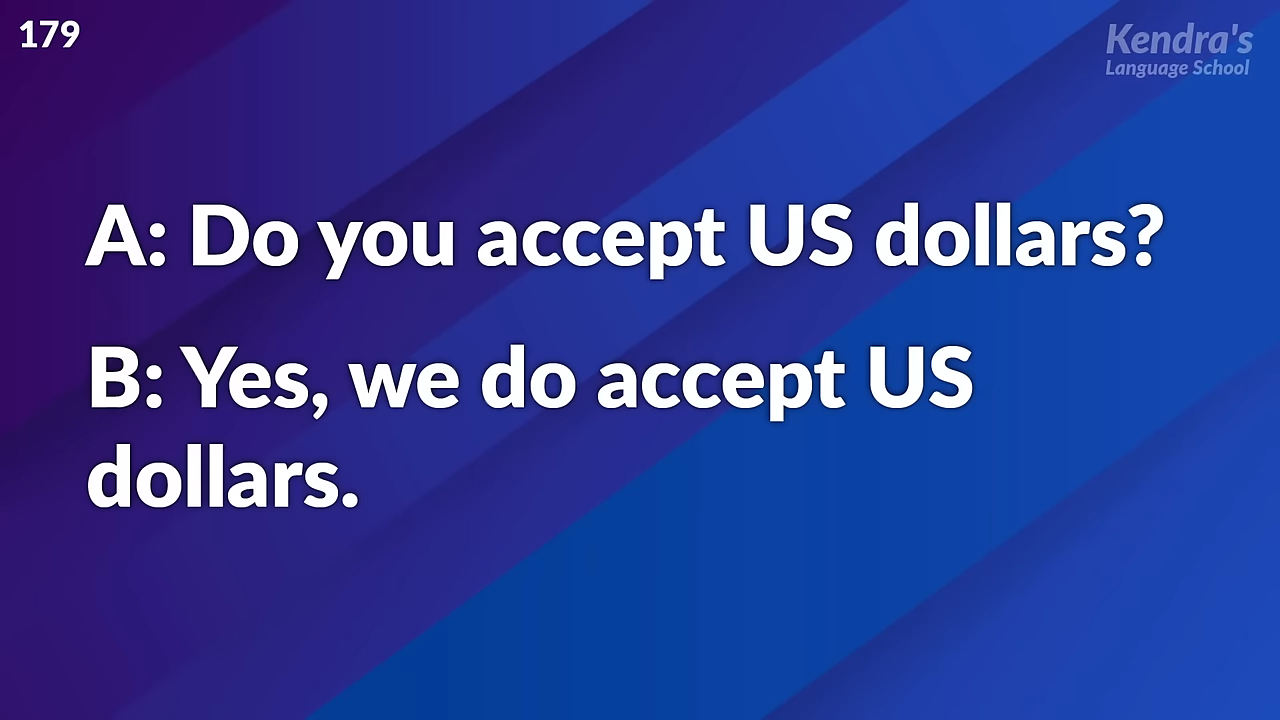 179
Kendra's
Language School
A: Do you accept US dollars?
B: Yes, we do accept US
dollars.